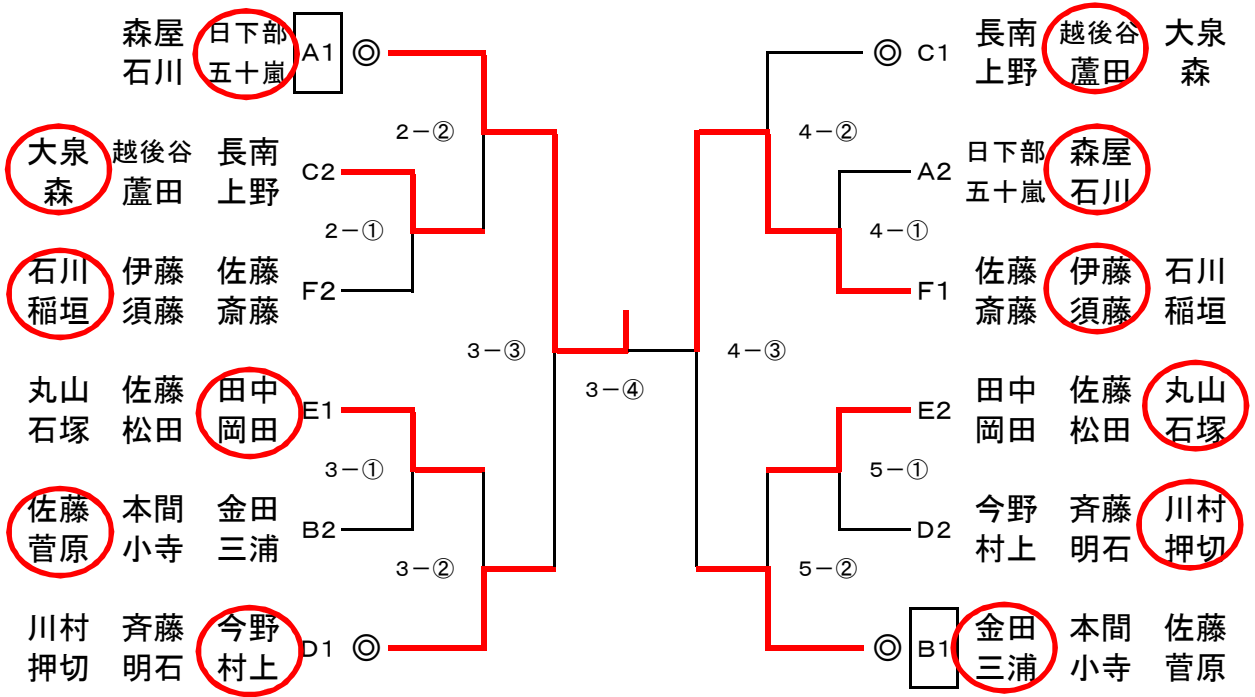 森屋 日下部 A1 ◎
石川 五十嵐
2－②
大泉 越後谷 長南 C2
森 蘆田 上野
2－①
石川 伊藤 佐藤 F2
稲垣 須藤 斎藤
3－③
丸山 佐藤 田中 E1
石塚 松田 岡田
3－①
佐藤 本間 金田 B2
菅原 小寺 三浦
3－②
川村 斉藤 今野 D1 ◎
押切 明石 村上
3－④
◎ C1 長南 越後谷 大泉
上野 蘆田 森
4－②
A2 日下部 森屋
五十嵐 石川
4－①
F1 佐藤 伊藤 石川
斎藤 須藤 稲垣
4－③
E2 田中 佐藤 丸山
岡田 松田 石塚
5－①
D2 今野 斉藤 川村
村上 明石 押切
5－②
◎ B1 金田 本間 佐藤
三浦 小寺 菅原